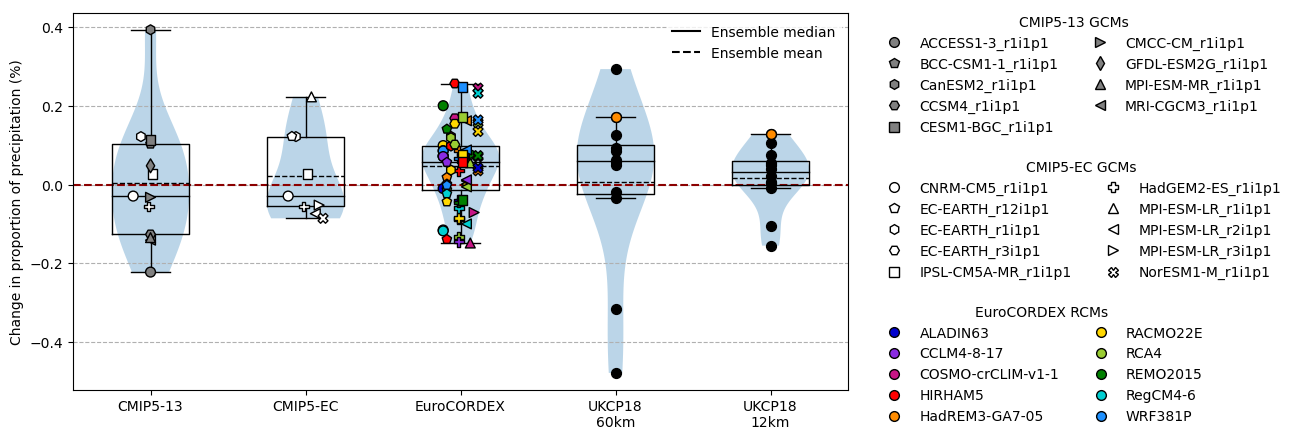 Change in proportion of precipitation (%)
0.4
0.2
0.0
−0.2
−0.4
Ensemble median
Ensemble mean
CMIP5-13
CMIP5-EC
EuroCORDEX
UKCP18
60km
UKCP18
12km
CMIP5-13 GCMs
ACCESS1-3_r1i1p1
BCC-CSM1-1_r1i1p1
CanESM2_r1i1p1
CCSM4_r1i1p1
CESM1-BGC_r1i1p1
CMCC-CM_r1i1p1
GFDL-ESM2G_r1i1p1
MPI-ESM-MR_r1i1p1
MRI-CGCM3_r1i1p1
CMIP5-EC GCMs
CNRM-CM5_r1i1p1
EC-EARTH_r12i1p1
EC-EARTH_r1i1p1
EC-EARTH_r3i1p1
IPSL-CM5A-MR_r1i1p1
HadGEM2-ES_r1i1p1
MPI-ESM-LR_r1i1p1
MPI-ESM-LR_r2i1p1
MPI-ESM-LR_r3i1p1
NorESM1-M_r1i1p1
EuroCORDEX RCMs
ALADIN63
CCLM4-8-17
COSMO-crCLIM-v1-1
HIRHAM5
HadREM3-GA7-05
RACMO22E
RCA4
REMO2015
RegCM4-6
WRF381P